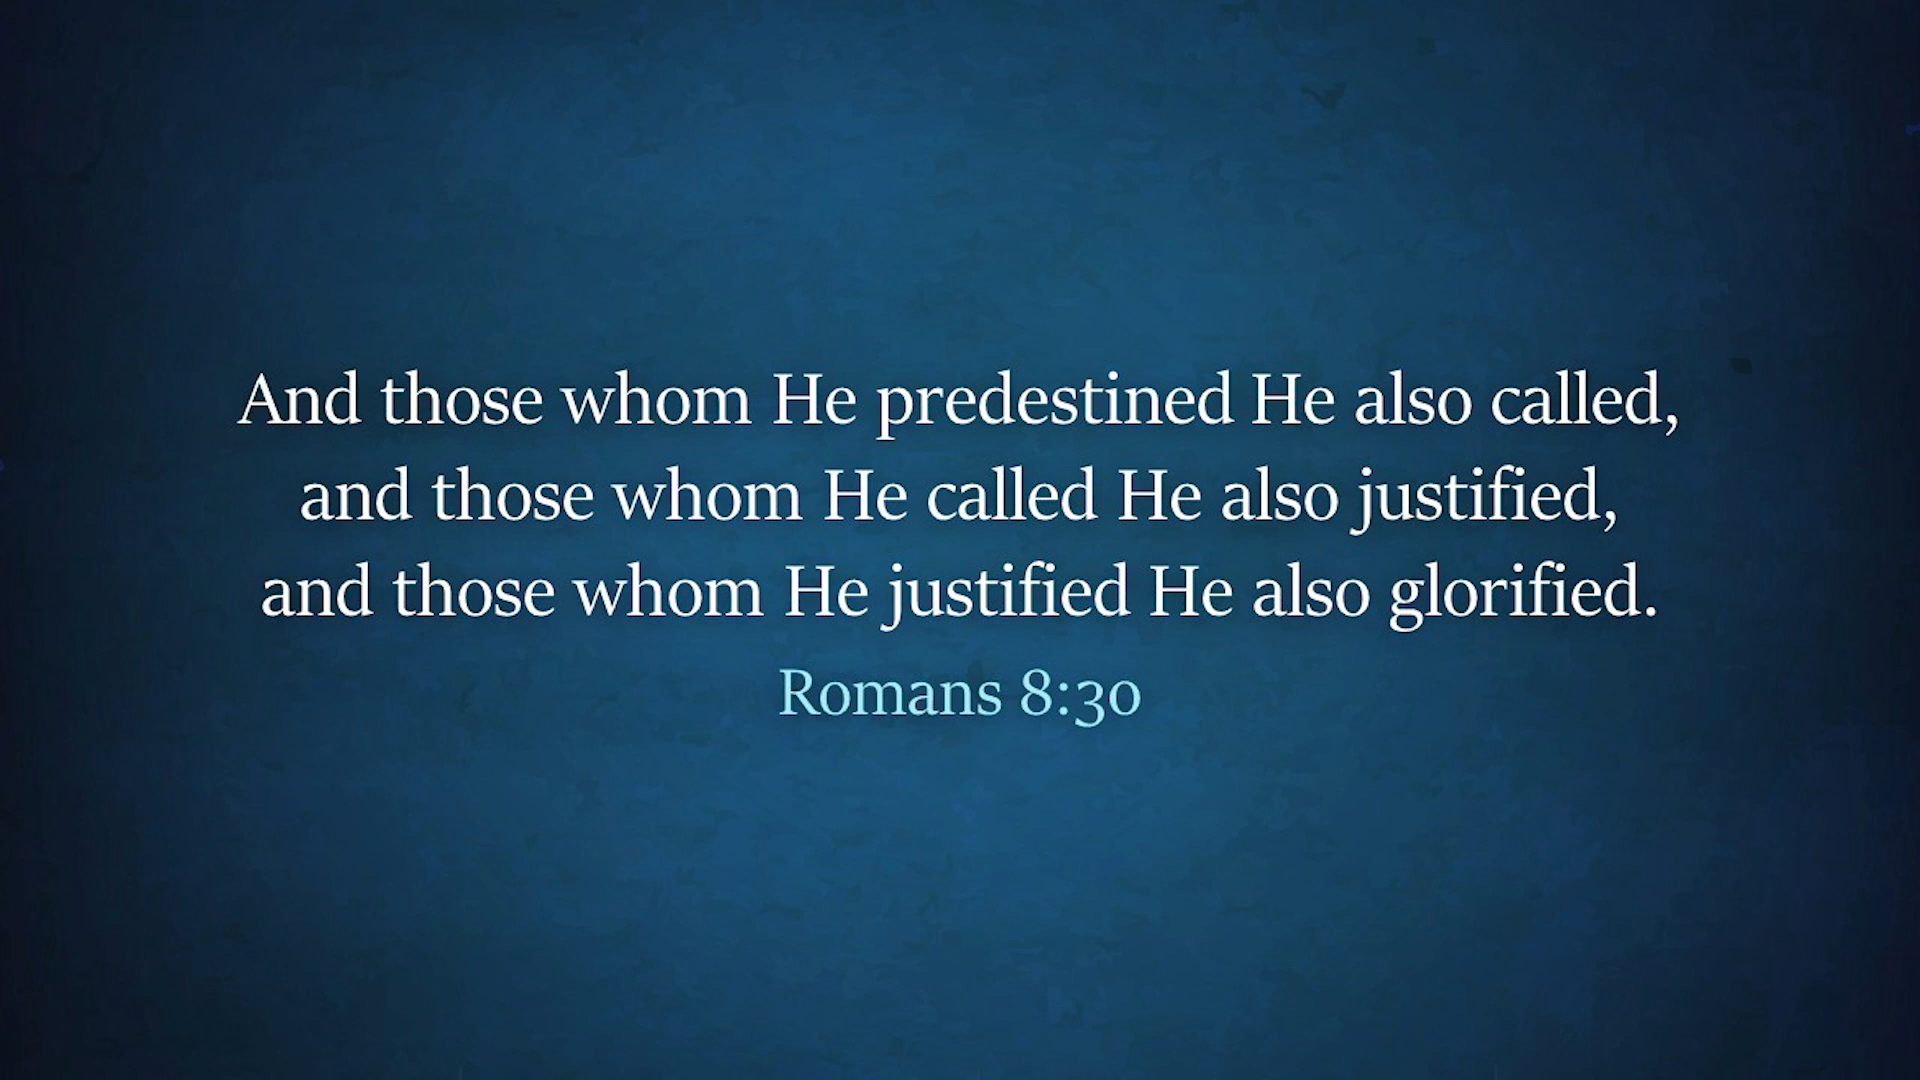 And those whom He predestined He also called,
and those whom He called He also justified,
and those whom He justified He also glorified.
Romans 8:30